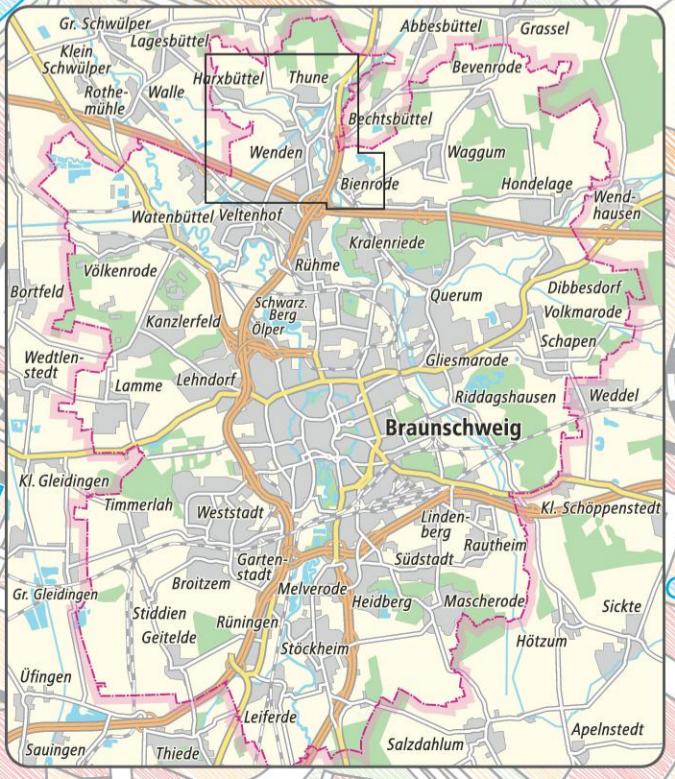 Gr. Schwülper
Lagesbüttel
Abbesbüttel
Grassel
Klein
Schwülper
Harxbüttel
Thune
Bevenrode
Rothe-
mühle
Walle
Bechtsbüttel
Wenden
Waggum
Bienrode
Hondelage
Wend-
hausen
Watenbüttel
Veltenhof
Kralenriede
Völkenrode
Rühme
Bortfeld
Querum
Dibbesdorf
Schwarz.
Berg
Volkmarode
Kanzlerfeld
Ölper
Schapen
Wedtlen-
stedt
Gliesmarode
Lamme
Lehndorf
Riddagshausen
Weddel
Braunschweig
Kl. Gleidingen
Timmerlah
Weststadt
Kl. Schöppenstedt
Linden-
berg
Rautheim
Garten-
stadt
Südstadt
Broitzem
Melverode
Gr. Gleidingen
Heidberg
Mascherode
Stiddien
Sickte
Geitelde
Rüningen
Hötzum
Stöckheim
Üfingen
Leiferde
Apelnstedt
Sauingen
Thiede
Salzdahlum